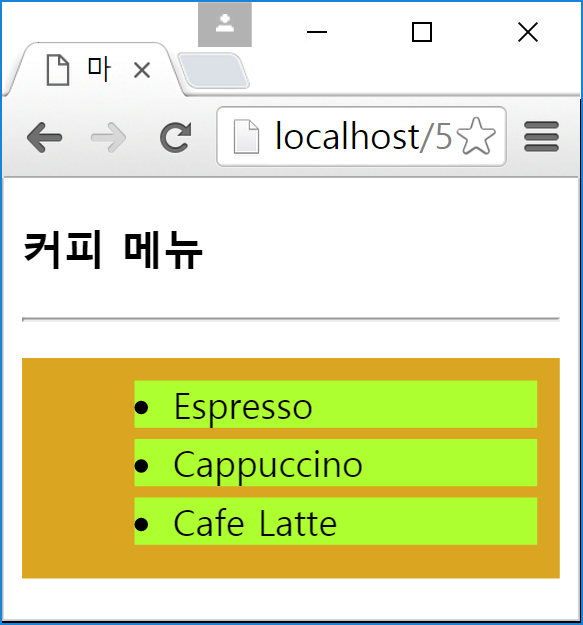 마
localhost/5
커피 메뉴
• Espresso
• Cappuccino
• Cafe Latte